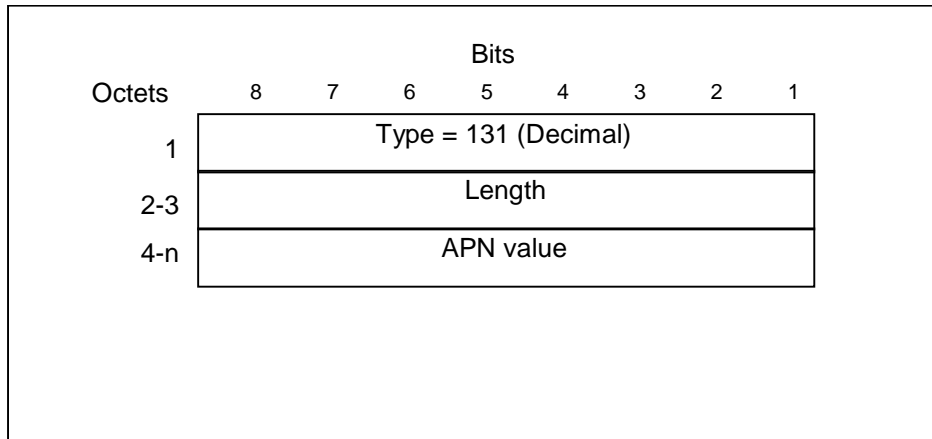 Bits
Octets 8 7 6 5 4 3 2 1
1 Type = 131 (Decimal)
2-3 Length
4-n APN value